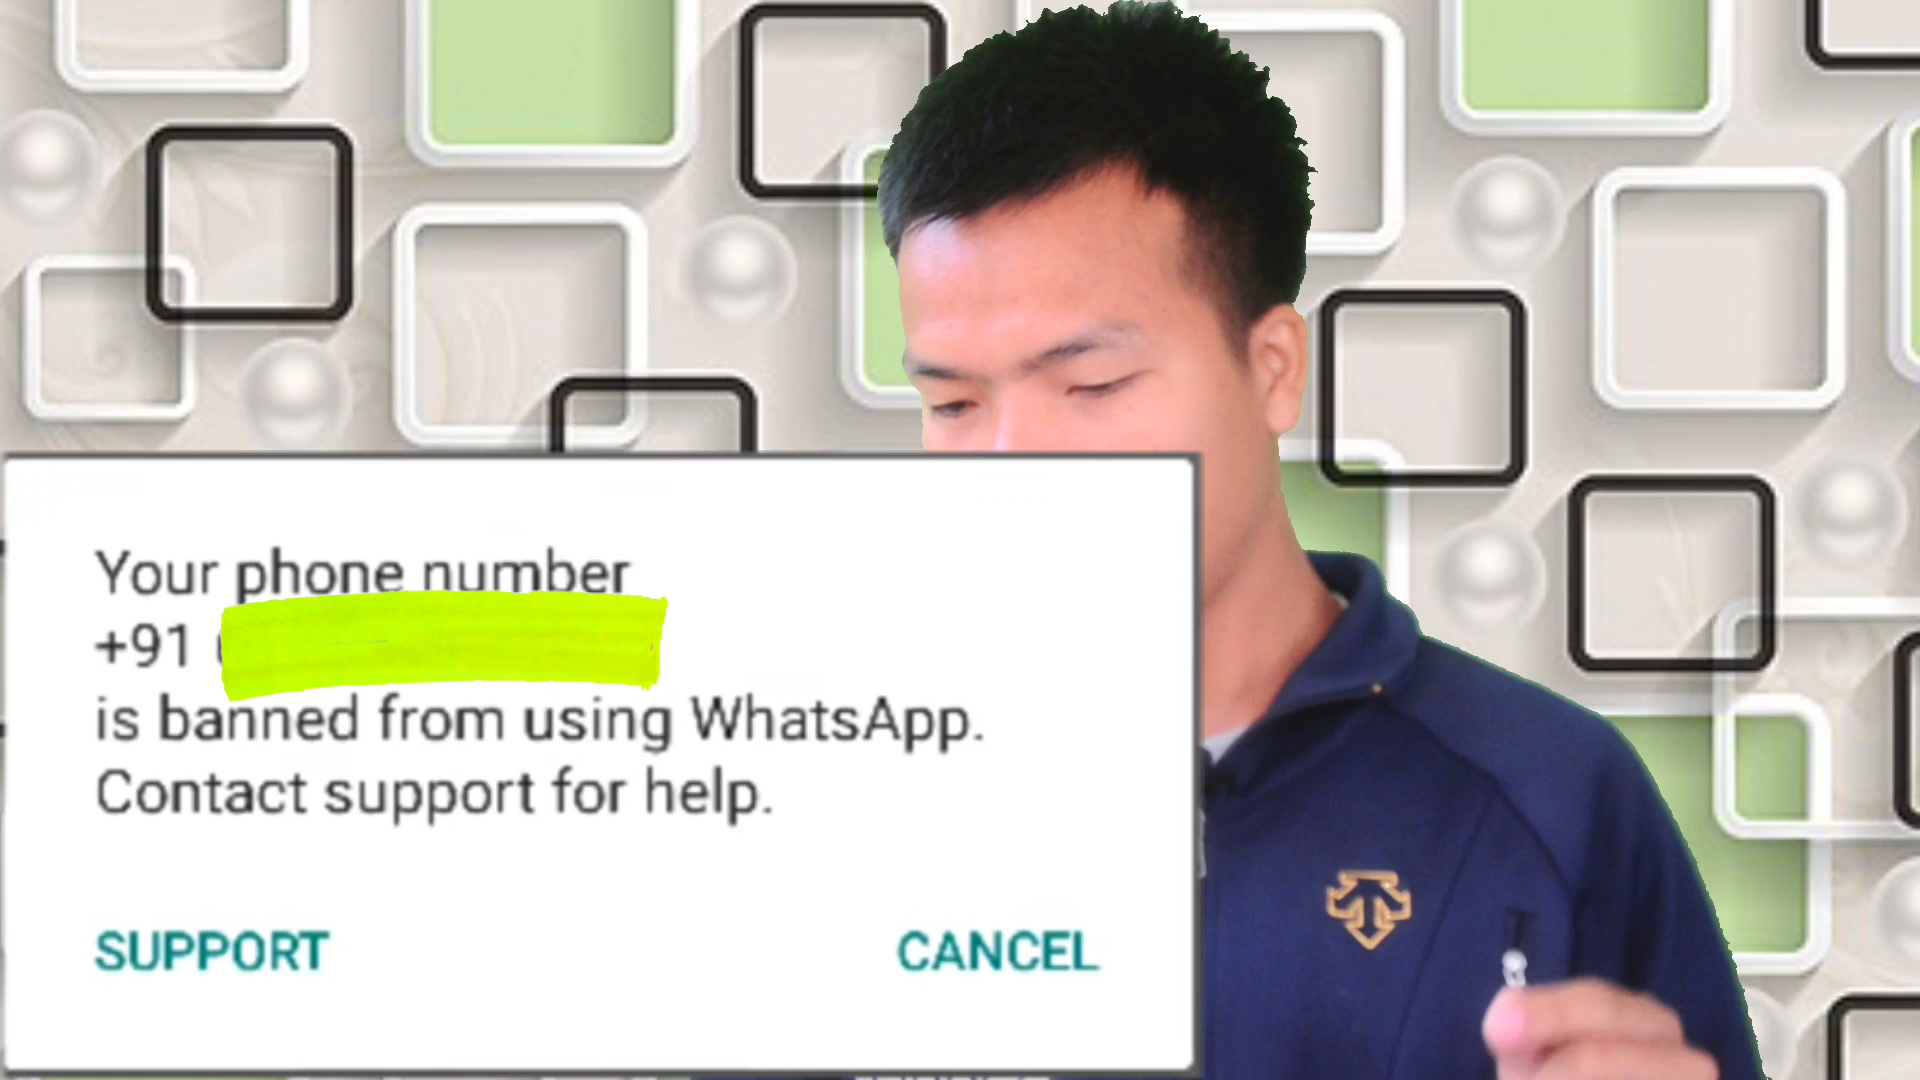 Your phone number
+91
is banned from using WhatsApp.
Contact support for help.
SUPPORT CANCEL